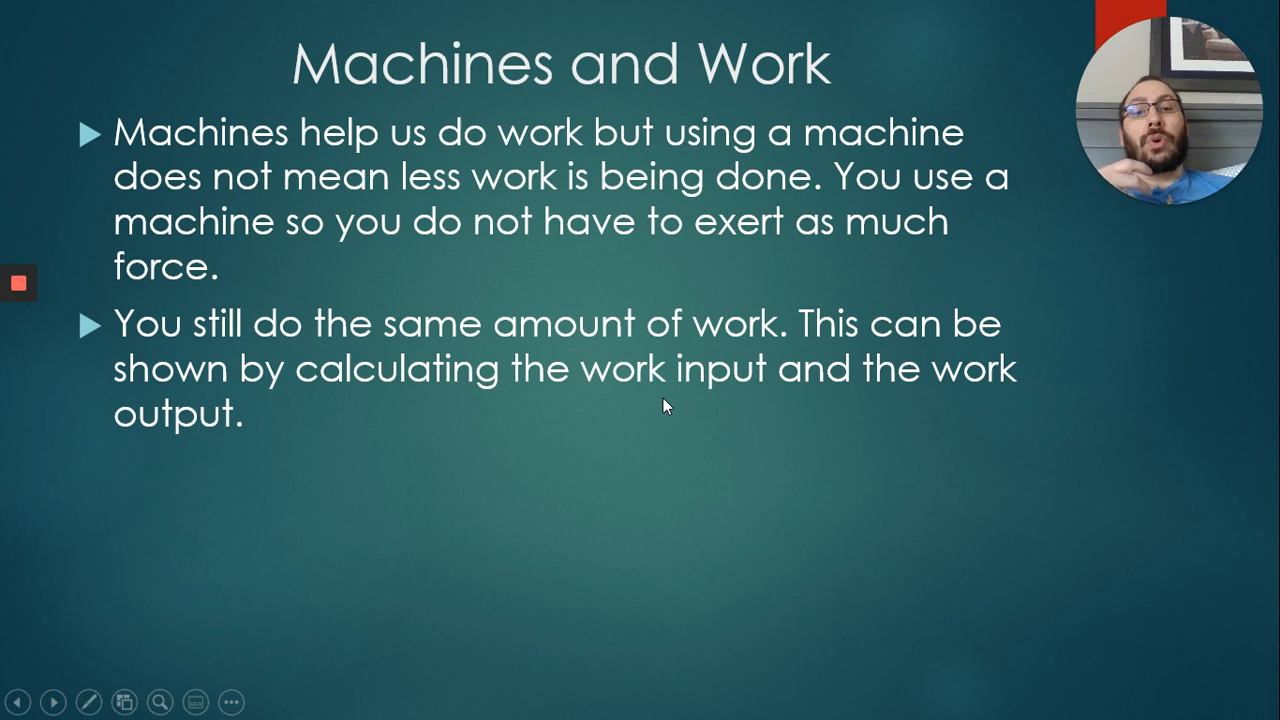 Machines and Work
Machines help us do work but using a machine
does not mean less work is being done. You use a
machine so you do not have to exert as much
force.
You still do the same amount of work. This can be
shown by calculating the work input and the work
output.